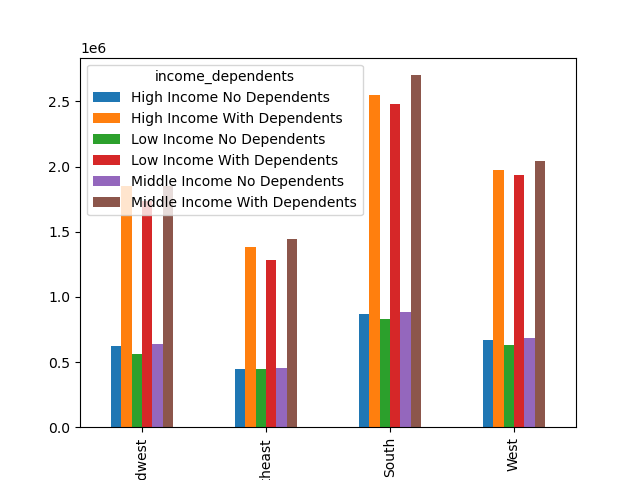 1e6
income_dependents
High Income No Dependents
High Income With Dependents
Low Income No Dependents
Low Income With Dependents
Middle Income No Dependents
Middle Income With Dependents
2.5
2.0
1.5
1.0
0.5
0.0
dwest
theast
South
West